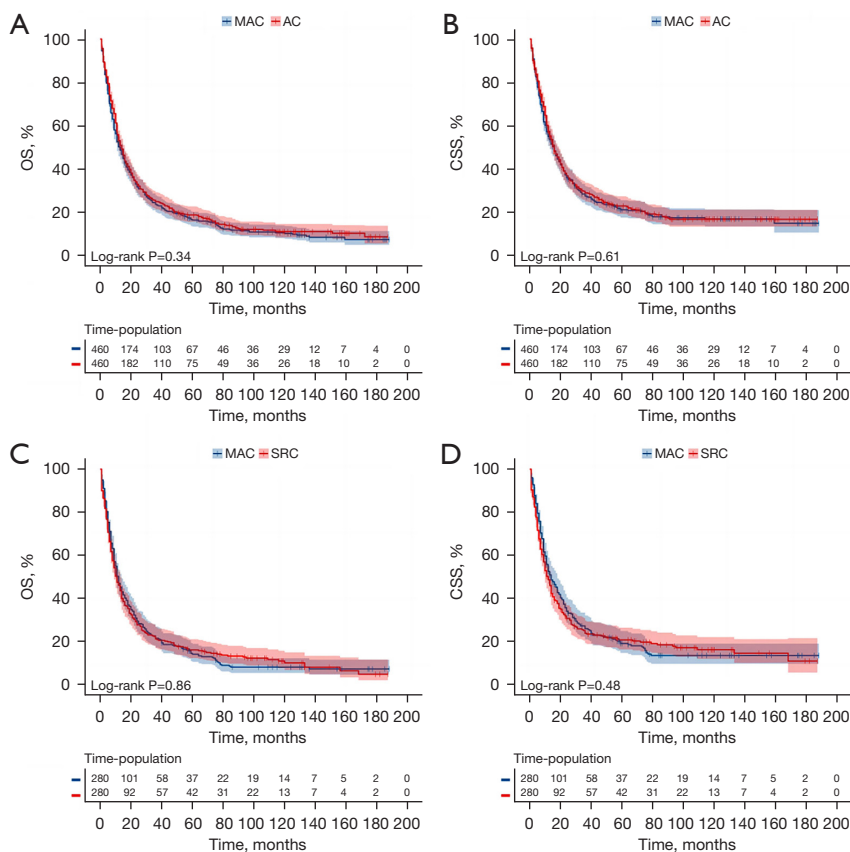 A
MAC AC
OS, %
100
80
60
40
20
0
Log-rank P=0.34
0 20 40 60 80 100 120 140 160 180 200
Time, months
Time-population
460 174 103 67 46 36 29 12 7 4 0
460 182 110 75 49 36 26 18 10 2 0
0 20 40 60 80 100 120 140 160 180 200
Time, months
B
MAC AC
CSS, %
100
80
60
40
20
0
Log-rank P=0.61
0 20 40 60 80 100 120 140 160 180 200
Time, months
Time-population
460 174 103 67 46 36 29 12 7 4 0
460 182 110 75 49 36 26 18 10 2 0
0 20 40 60 80 100 120 140 160 180 200
Time, months
C
MAC SRC
OS, %
100
80
60
40
20
0
Log-rank P=0.86
0 20 40 60 80 100 120 140 160 180 200
Time, months
Time-population
280 101 58 37 22 19 14 7 5 2 0
280 92 57 42 31 22 13 7 4 2 0
0 20 40 60 80 100 120 140 160 180 200
Time, months
D
MAC SRC
CSS, %
100
80
60
40
20
0
Log-rank P=0.48
0 20 40 60 80 100 120 140 160 180 200
Time, months
Time-population
280 101 58 37 22 19 14 7 5 2 0
280 92 57 42 31 22 13 7 4 2 0
0 20 40 60 80 100 120 140 160 180 200
Time, months